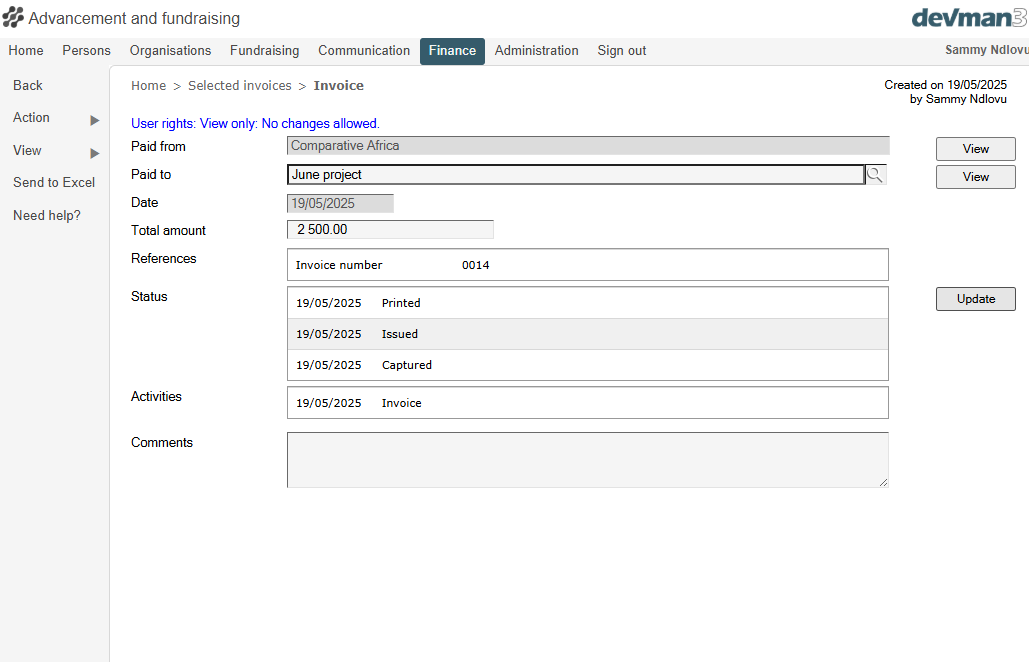 Advancement and fundraising
devman3
Home Persons Organisations Fundraising Communication Finance Administration Sign out Sammy Ndlovu
Back
Action
View
Send to Excel
Need help?
Home > Selected invoices > Invoice
Created on 19/05/2025
by Sammy Ndlovu
User rights: View only: No changes allowed.
Paid from Comparative Africa View
Paid to June project View
Date 19/05/2025
Total amount 2 500.00
References Invoice number 0014
Status 19/05/2025 Printed Update
19/05/2025 Issued
19/05/2025 Captured
Activities 19/05/2025 Invoice
Comments